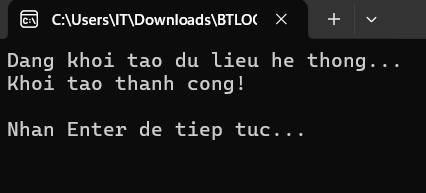 C:\Users\IT\Downloads\BTLOO
Dang khoi tao du lieu he thong...
Khoi tao thanh cong!
Nhan Enter de tiep tuc...